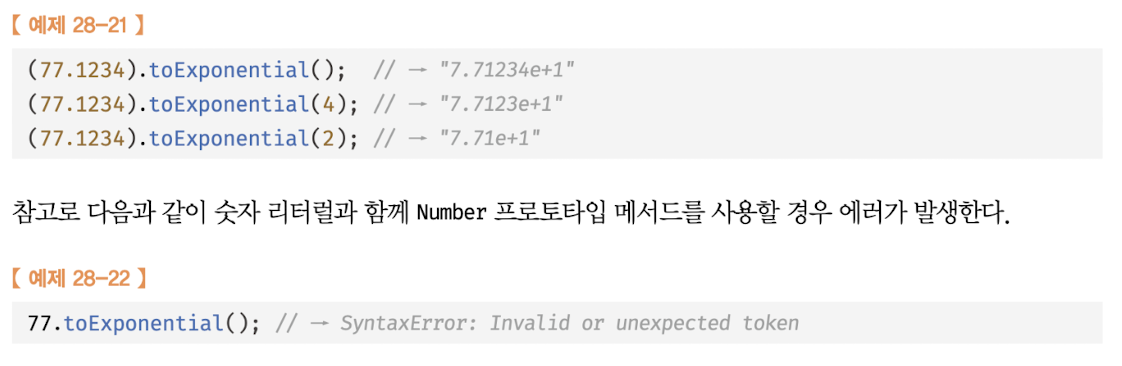 【 예제 28-21 】
(77.1234).toExponential();  // → "7.71234e+1"
(77.1234).toExponential(4); // → "7.7123e+1"
(77.1234).toExponential(2); // → "7.71e+1"
참고로 다음과 같이 숫자 리터럴과 함께 Number 프로토타입 메서드를 사용할 경우 에러가 발생한다.
【 예제 28-22 】
77.toExponential(); // → SyntaxError: Invalid or unexpected token